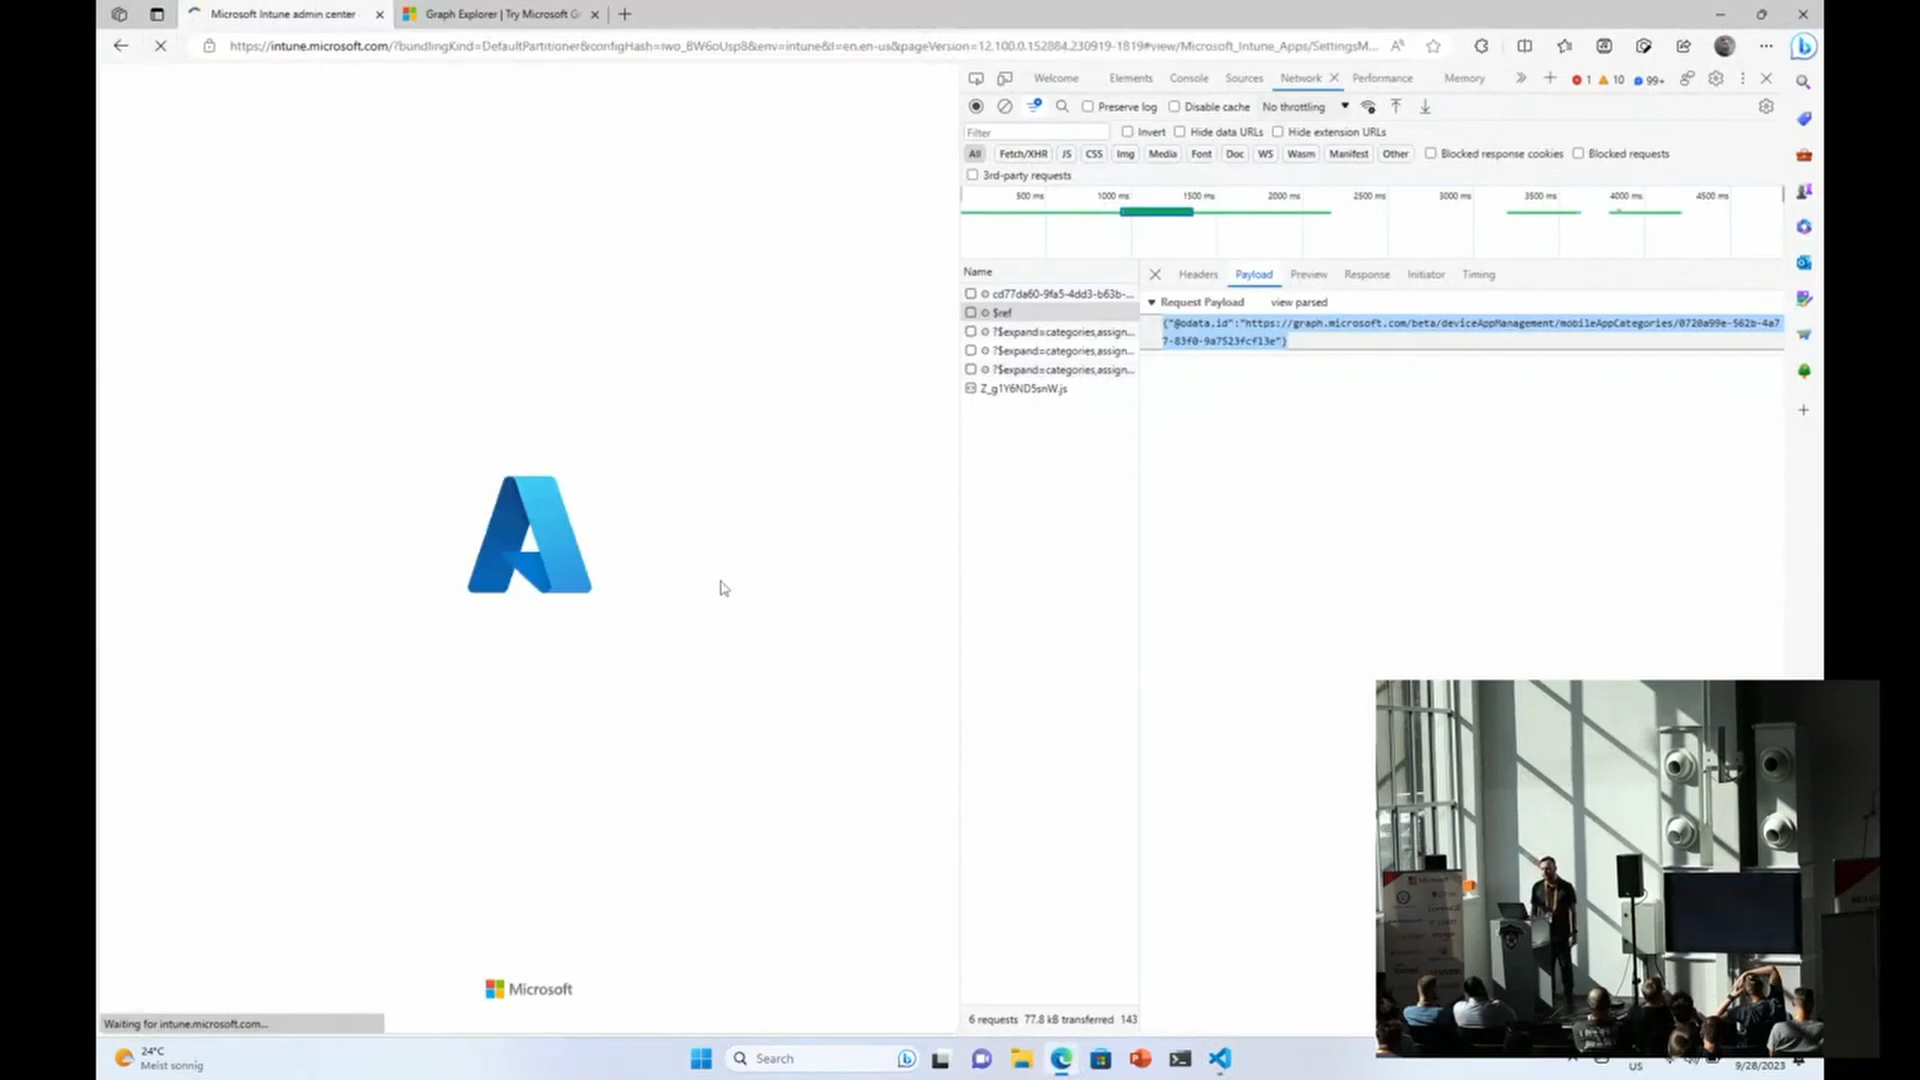 Microsoft Intune admin center
Graph Explorer | Try Microsoft Gr
https://intune.microsoft.com/?bundlingKind=DefaultPartitioner&configHash=iwo_BW6oUsp8&env=intune&l=en.en-us&pageVersion=12.100.0.152884.230919-1819#view/Microsoft_Intune_Apps/SettingsM...
Welcome Elements Console Sources Network Performance Memory 1 10 99+
Preserve log Disable cache No throttling
Filter Invert Hide data URLs Hide extension URLs
All Fetch/XHR JS CSS Img Media Font Doc WS Wasm Manifest Other Blocked response cookies Blocked requests
3rd-party requests
500 ms 1000 ms 1500 ms 2000 ms 2500 ms 3000 ms 3500 ms 4000 ms 4500 ms
Name
cd77da60-9fa5-4dd3-b63b-...
$ref
?$expand=categories,assign...
?$expand=categories,assign...
?$expand=categories,assign...
Z_g1Y6ND5snW.js
Headers Payload Preview Response Initiator Timing
Request Payload view parsed
{"@odata.id":"https://graph.microsoft.com/beta/deviceAppManagement/mobileAppCategories/0720a99e-562b-4a7
7-83f0-9a7523fcf13e"}
Microsoft
Waiting for intune.microsoft.com...
6 requests 77.8 kB transferred 143
24°C
Meist sonnig
Search
US
9/28/2023